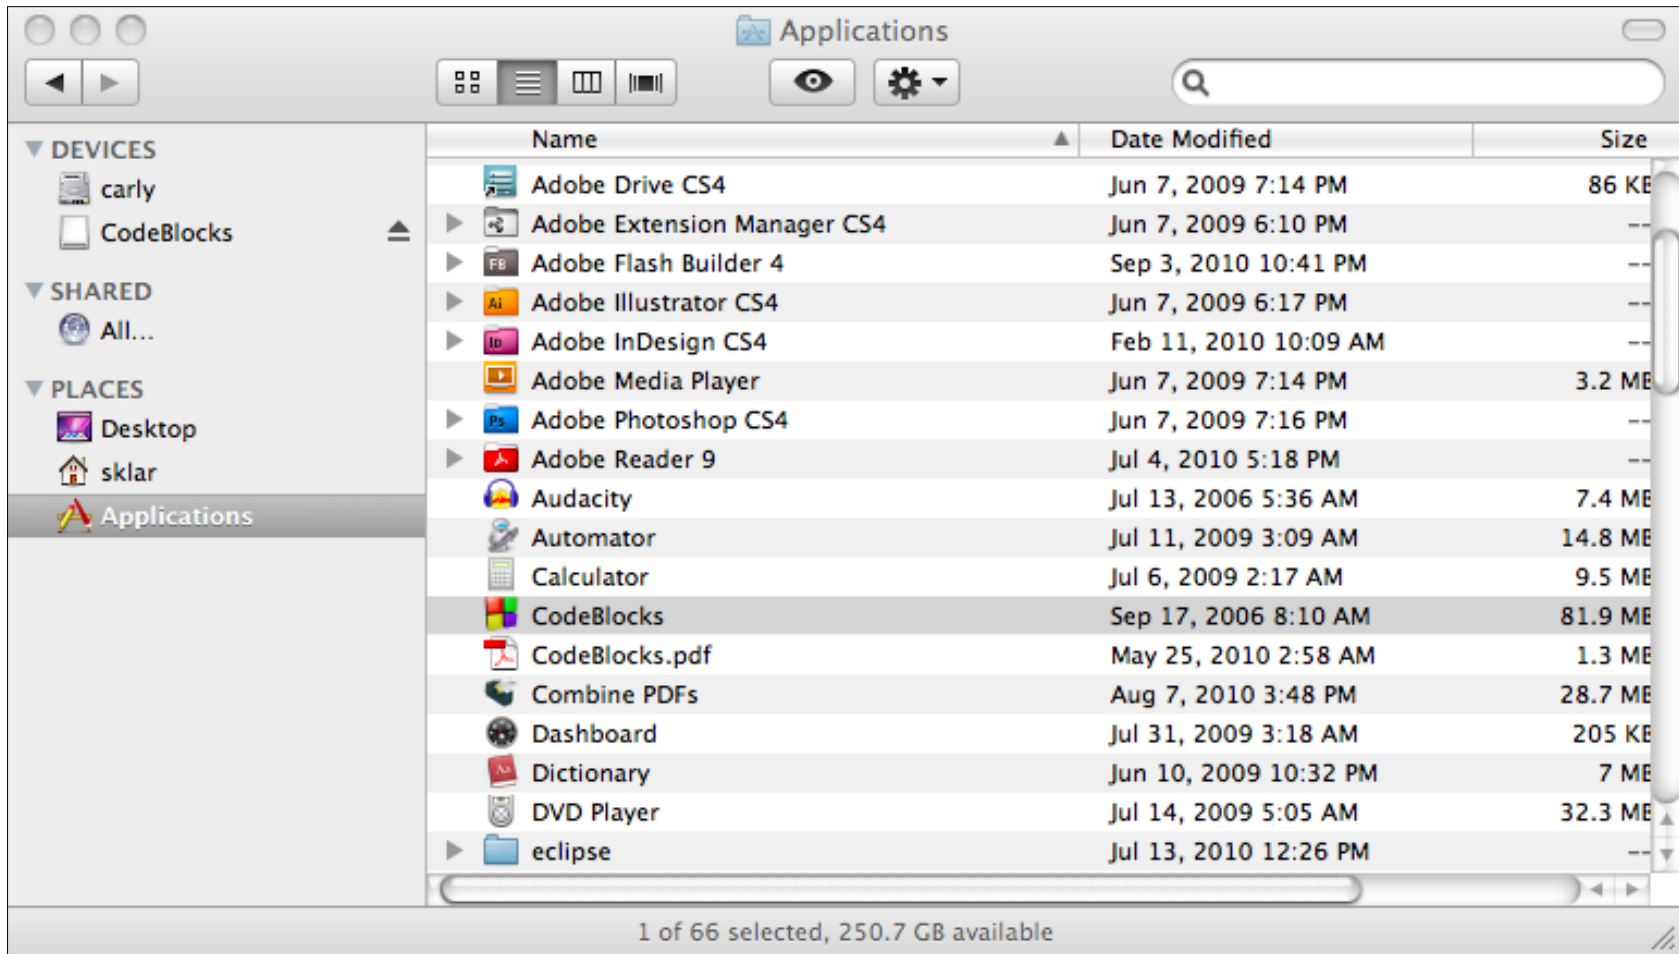 Applications
DEVICES
carly
CodeBlocks
SHARED
All...
PLACES
Desktop
sklar
Applications
Name Date Modified Size
Adobe Drive CS4 Jun 7, 2009 7:14 PM 86 KB
Adobe Extension Manager CS4 Jun 7, 2009 6:10 PM --
FB Adobe Flash Builder 4 Sep 3, 2010 10:41 PM --
Ai Adobe Illustrator CS4 Jun 7, 2009 6:17 PM --
ID Adobe InDesign CS4 Feb 11, 2010 10:09 AM --
Adobe Media Player Jun 7, 2009 7:14 PM 3.2 MB
Ps Adobe Photoshop CS4 Jun 7, 2009 7:16 PM --
Adobe Reader 9 Jul 4, 2010 5:18 PM --
Audacity Jul 13, 2006 5:36 AM 7.4 MB
Automator Jul 11, 2009 3:09 AM 14.8 MB
Calculator Jul 6, 2009 2:17 AM 9.5 MB
CodeBlocks Sep 17, 2006 8:10 AM 81.9 MB
CodeBlocks.pdf May 25, 2010 2:58 AM 1.3 MB
Combine PDFs Aug 7, 2010 3:48 PM 28.7 MB
Dashboard Jul 31, 2009 3:18 AM 205 KB
Aa Dictionary Jun 10, 2009 10:32 PM 7 MB
DVD Player Jul 14, 2009 5:05 AM 32.3 MB
eclipse Jul 13, 2010 12:26 PM --
1 of 66 selected, 250.7 GB available